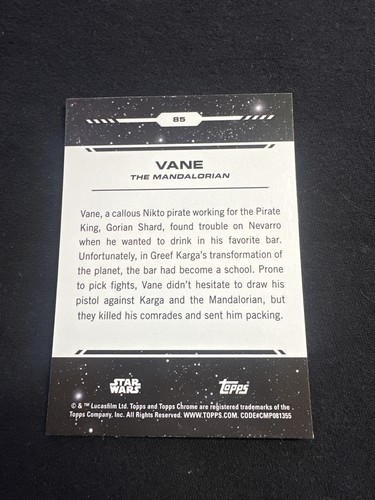 85
VANE
THE MANDALORIAN
Vane, a callous Nikto pirate working for the Pirate
King, Gorian Shard, found trouble on Nevarro
when he wanted to drink in his favorite bar.
Unfortunately, in Greef Karga's transformation of
the planet, the bar had become a school. Prone
to pick fights, Vane didn't hesitate to draw his
pistol against Karga and the Mandalorian, but
they killed his comrades and sent him packing.
STAR
WARS
Topps
© & ™ Lucasfilm Ltd. Topps and Topps Chrome are registered trademarks of the
Topps Company, Inc. All Rights Reserved. WWW.TOPPS.COM. CODE#CMP081355